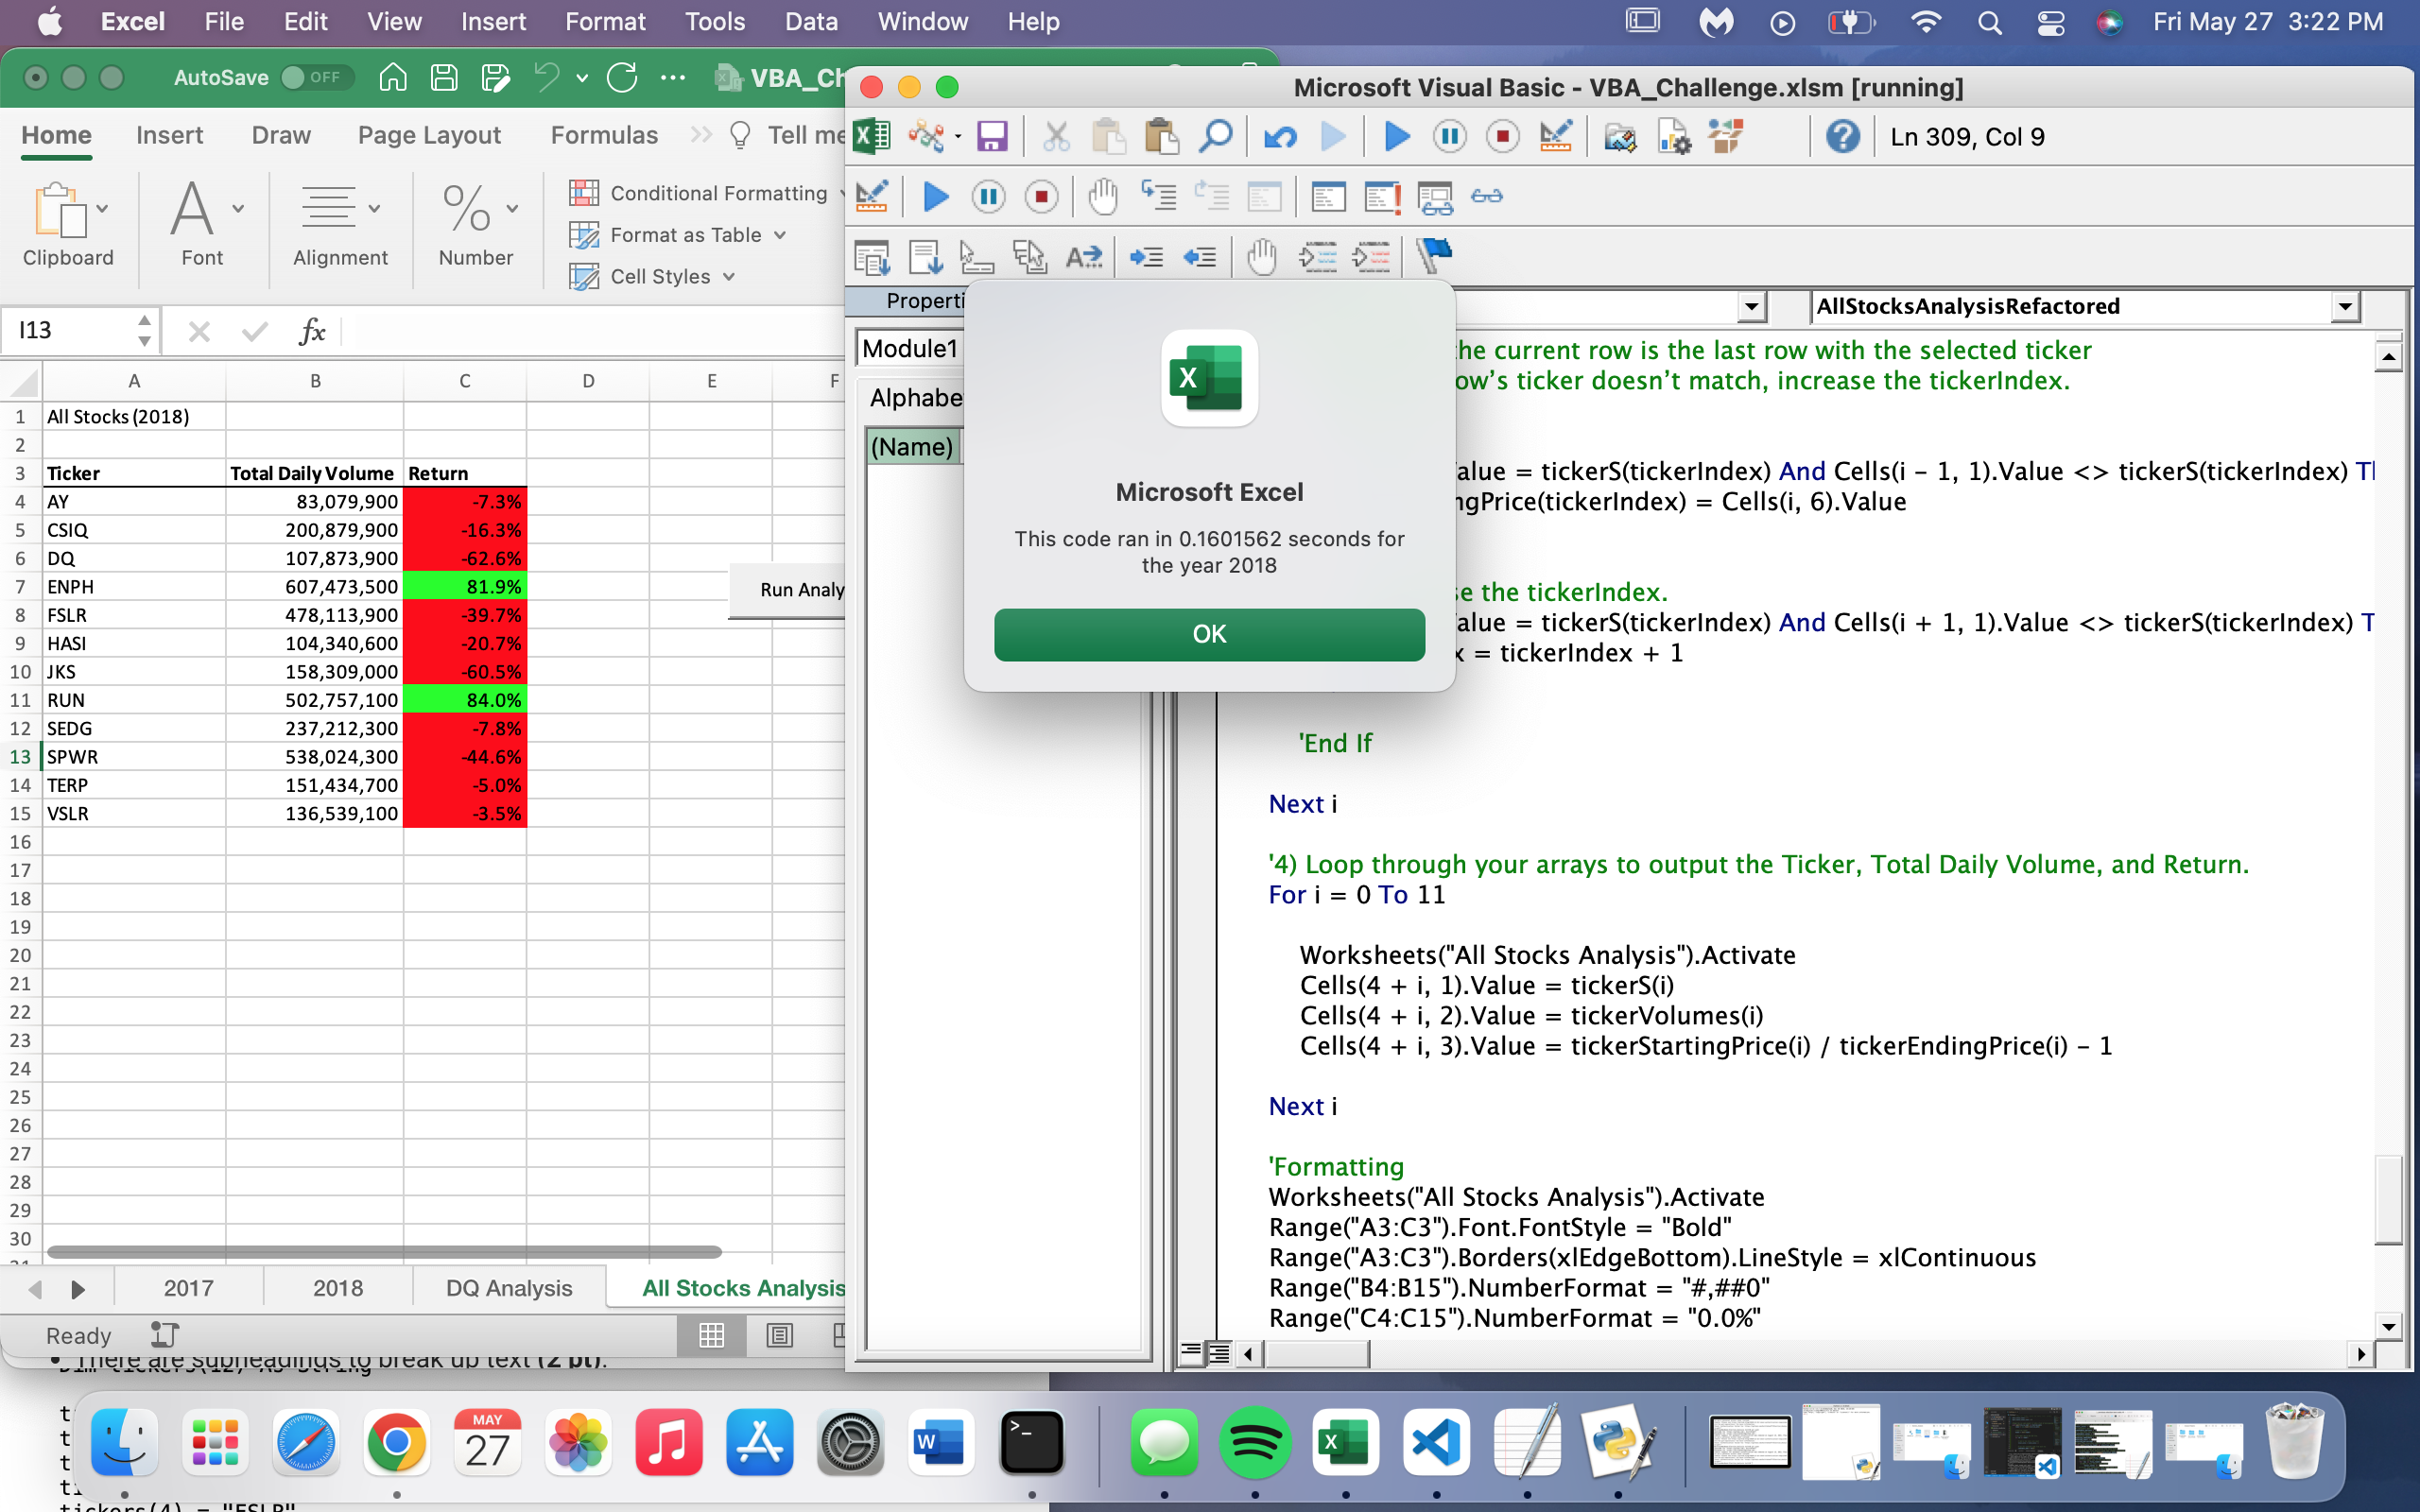 Excel File Edit View Insert Format Tools Data Window Help Fri May 27 3:22 PM
AutoSave OFF VBA_Ch
Microsoft Visual Basic - VBA_Challenge.xlsm [running]
Home Insert Draw Page Layout Formulas Tell me
Ln 309, Col 9
Clipboard Font Alignment Number
Conditional Formatting
Format as Table
Cell Styles
I13 fx
Properti
AllStocksAnalysisRefactored
Module1
Alphabe
(Name)
A B C D E F
1 All Stocks (2018)
2
3 Ticker Total Daily Volume Return
4 AY 83,079,900 -7.3%
5 CSIQ 200,879,900 -16.3%
6 DQ 107,873,900 -62.6%
7 ENPH 607,473,500 81.9%
8 FSLR 478,113,900 -39.7%
9 HASI 104,340,600 -20.7%
10 JKS 158,309,000 -60.5%
11 RUN 502,757,100 84.0%
12 SEDG 237,212,300 -7.8%
13 SPWR 538,024,300 -44.6%
14 TERP 151,434,700 -5.0%
15 VSLR 136,539,100 -3.5%
16
17
18
19
20
21
22
23
24
25
26
27
28
29
30
Run Analy
Microsoft Excel
This code ran in 0.1601562 seconds for
the year 2018
OK
he current row is the last row with the selected ticker
ow's ticker doesn't match, increase the tickerIndex.
alue = tickerS(tickerIndex) And Cells(i - 1, 1).Value <> tickerS(tickerIndex) Tl
ngPrice(tickerIndex) = Cells(i, 6).Value
se the tickerIndex.
alue = tickerS(tickerIndex) And Cells(i + 1, 1).Value <> tickerS(tickerIndex) T
x = tickerIndex + 1
'End If
Next i
'4) Loop through your arrays to output the Ticker, Total Daily Volume, and Return.
For i = 0 To 11
Worksheets("All Stocks Analysis").Activate
Cells(4 + i, 1).Value = tickerS(i)
Cells(4 + i, 2).Value = tickerVolumes(i)
Cells(4 + i, 3).Value = tickerStartingPrice(i) / tickerEndingPrice(i) - 1
Next i
'Formatting
Worksheets("All Stocks Analysis").Activate
Range("A3:C3").Font.FontStyle = "Bold"
Range("A3:C3").Borders(xlEdgeBottom).LineStyle = xlContinuous
Range("B4:B15").NumberFormat = "#,##0"
Range("C4:C15").NumberFormat = "0.0%"
2017 2018 DQ Analysis All Stocks Analysis
Ready
There are subheadings to break up text (2 pt).
MAY
27
tickers(4) = "FSLR"